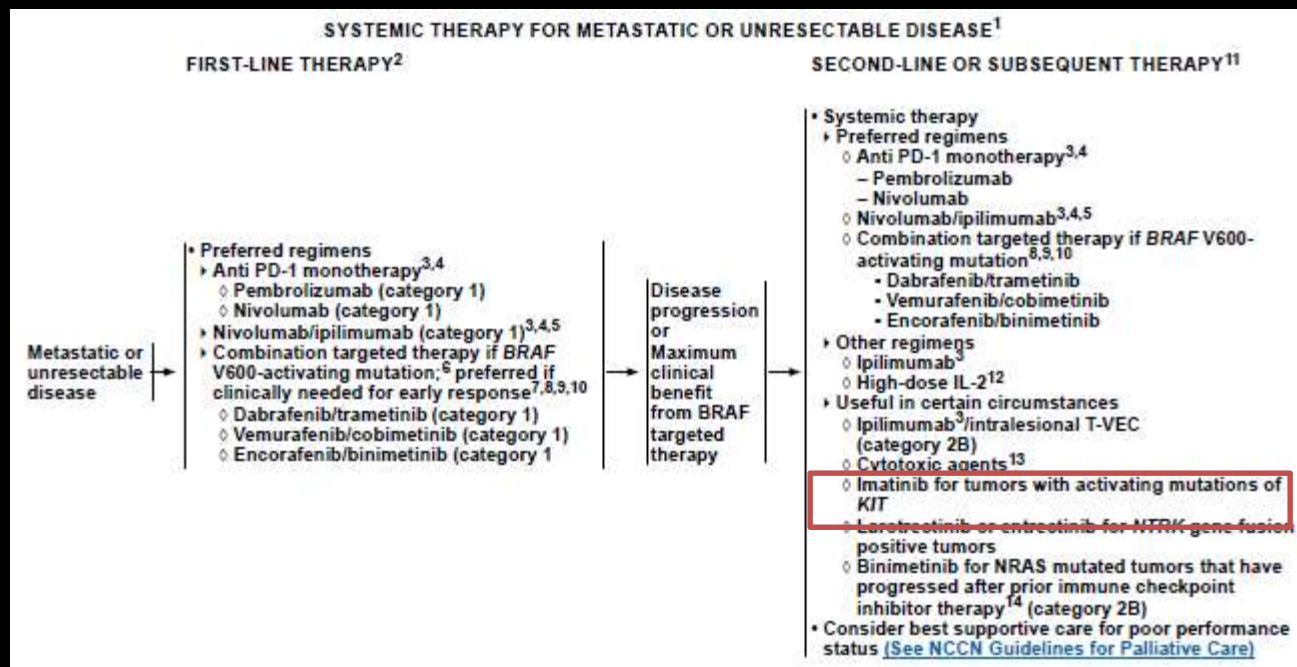 SYSTEMIC THERAPY FOR METASTATIC OR UNRESECTABLE DISEASE1
FIRST-LINE THERAPY2
Metastatic or
unresectable
disease
• Preferred regimens
‣ Anti PD-1 monotherapy3,4
◊ Pembrolizumab (category 1)
◊ Nivolumab (category 1)
‣ Nivolumab/ipilimumab (category 1)3,4,5
‣ Combination targeted therapy if BRAF
V600-activating mutation;6 preferred if
clinically needed for early response7,8,9,10
◊ Dabrafenib/trametinib (category 1)
◊ Vemurafenib/cobimetinib (category 1)
◊ Encorafenib/binimetinib (category 1
Disease
progression
or
Maximum
clinical
benefit
from BRAF
targeted
therapy
SECOND-LINE OR SUBSEQUENT THERAPY11
• Systemic therapy
‣ Preferred regimens
◊ Anti PD-1 monotherapy3,4
– Pembrolizumab
– Nivolumab
◊ Nivolumab/ipilimumab3,4,5
◊ Combination targeted therapy if BRAF V600-
activating mutation8,9,10
▪ Dabrafenib/trametinib
▪ Vemurafenib/cobimetinib
▪ Encorafenib/binimetinib
‣ Other regimens
◊ Ipilimumab3
◊ High-dose IL-212
‣ Useful in certain circumstances
◊ Ipilimumab3/intralesional T-VEC
(category 2B)
◊ Cytotoxic agents13
◊ Imatinib for tumors with activating mutations of
KIT
◊ Larotrectinib or entrectinib for NTRK gene fusion
positive tumors
◊ Binimetinib for NRAS mutated tumors that have
progressed after prior immune checkpoint
inhibitor therapy14 (category 2B)
• Consider best supportive care for poor performance
status (See NCCN Guidelines for Palliative Care)